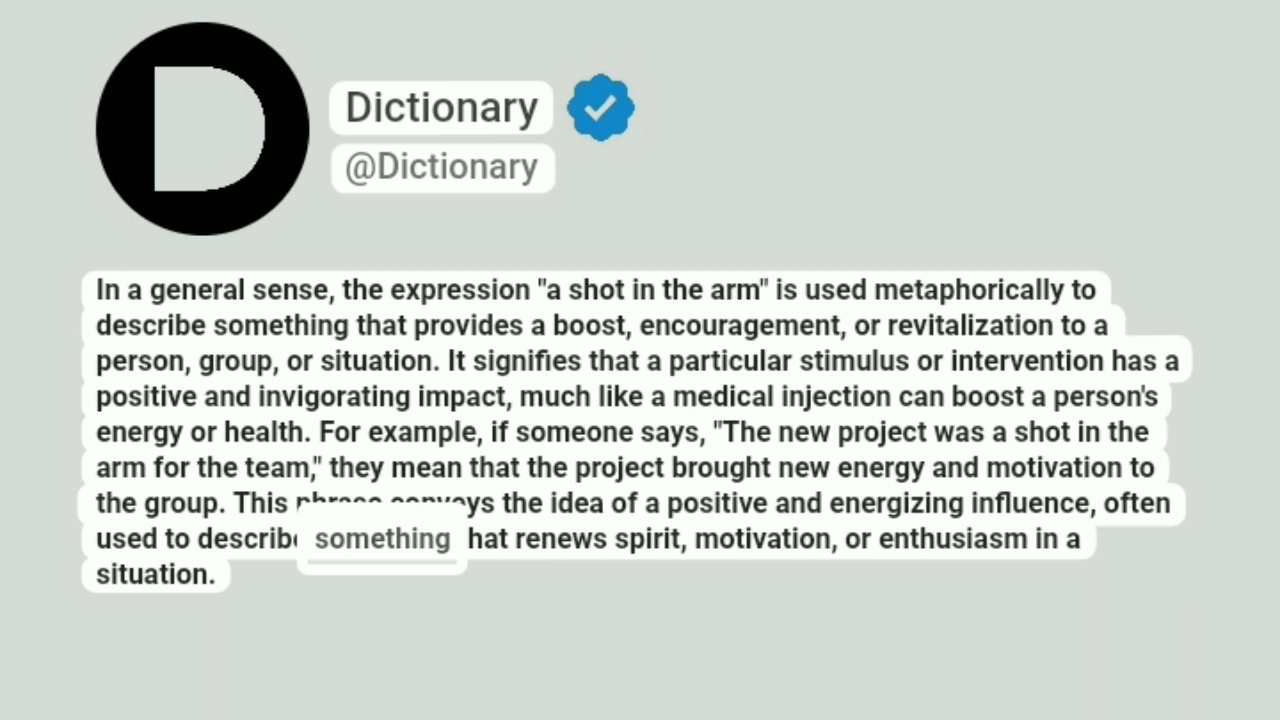 D
Dictionary
@Dictionary
In a general sense, the expression "a shot in the arm" is used metaphorically to
describe something that provides a boost, encouragement, or revitalization to a
person, group, or situation. It signifies that a particular stimulus or intervention has a
positive and invigorating impact, much like a medical injection can boost a person's
energy or health. For example, if someone says, "The new project was a shot in the
arm for the team," they mean that the project brought new energy and motivation to
the group. This phrase conveys the idea of a positive and energizing influence, often
used to describe something hat renews spirit, motivation, or enthusiasm in a
situation.